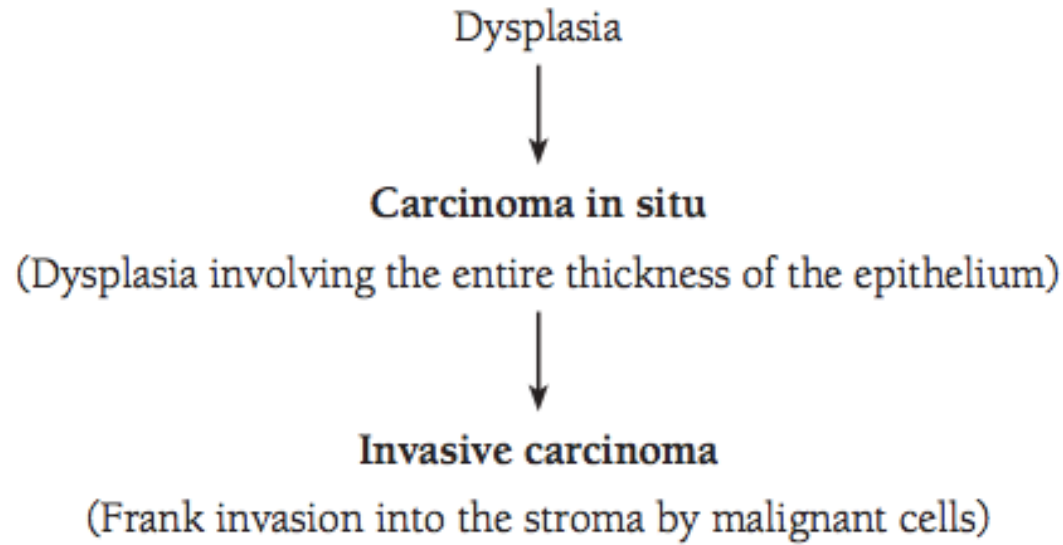 Dysplasia
Carcinoma in situ
(Dysplasia involving the entire thickness of the epithelium)
Invasive carcinoma
(Frank invasion into the stroma by malignant cells)